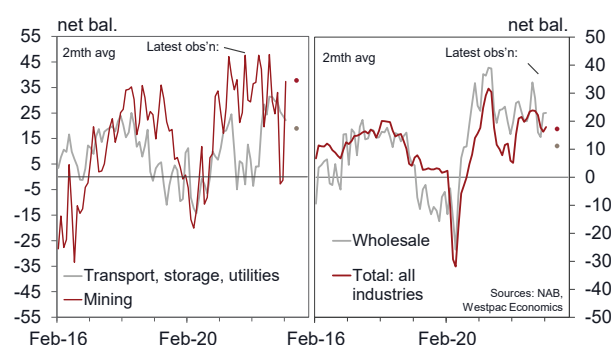 net bal.
net bal.
55
45
35
25
15
5
-5
-15
-25
-35
-45
-55
2mth avg
Latest obs'n:
Transport, storage, utilities
Mining
Feb-16
Feb-20
2mth avg
Latest obs'n:
Wholesale
Total: all
industries
Sources: NAB,
Westpac Economics
Feb-16
Feb-20
50
40
30
20
10
0
-10
-20
-30
-40
-50